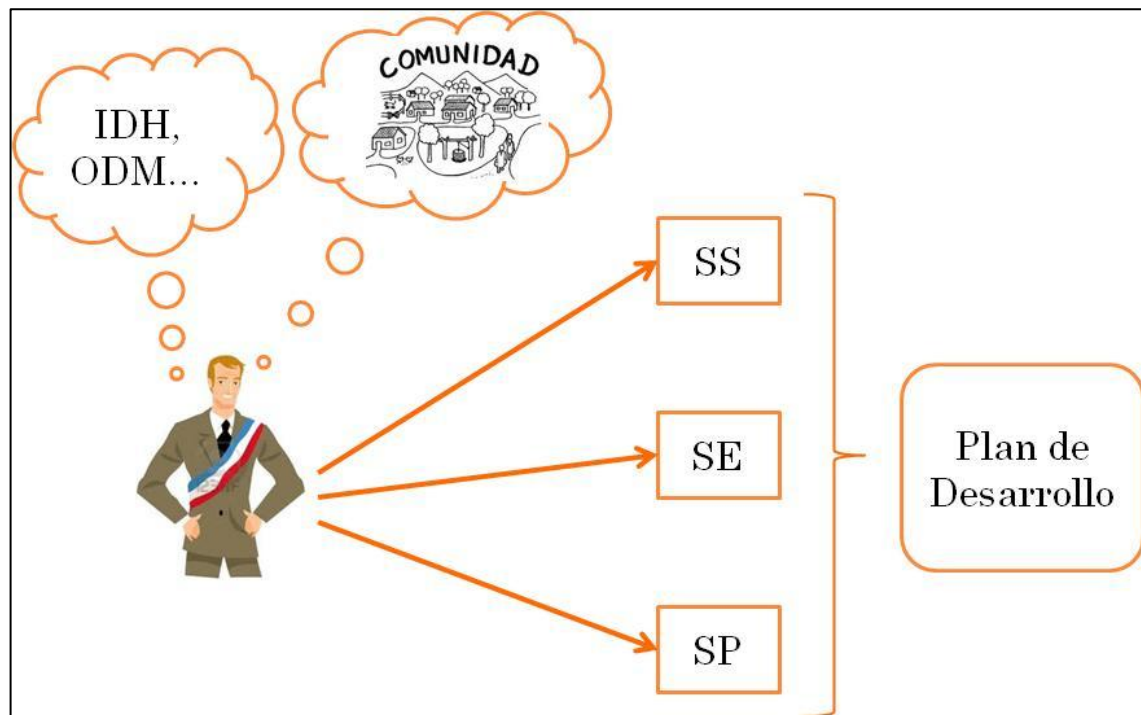 COMUNIDAD
IDH,
ODM...
SS
SE
Plan de
Desarrollo
SP